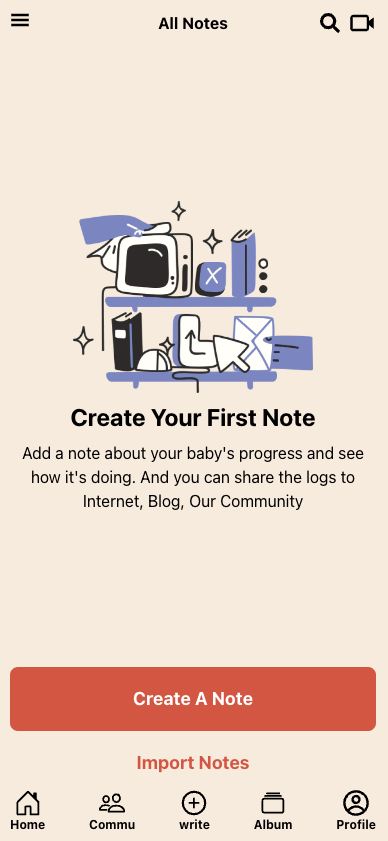 All Notes
Create Your First Note
Add a note about your baby's progress and see
how it's doing. And you can share the logs to
Internet, Blog, Our Community
Create A Note
Import Notes
Home
Commu
write
Album
Profile